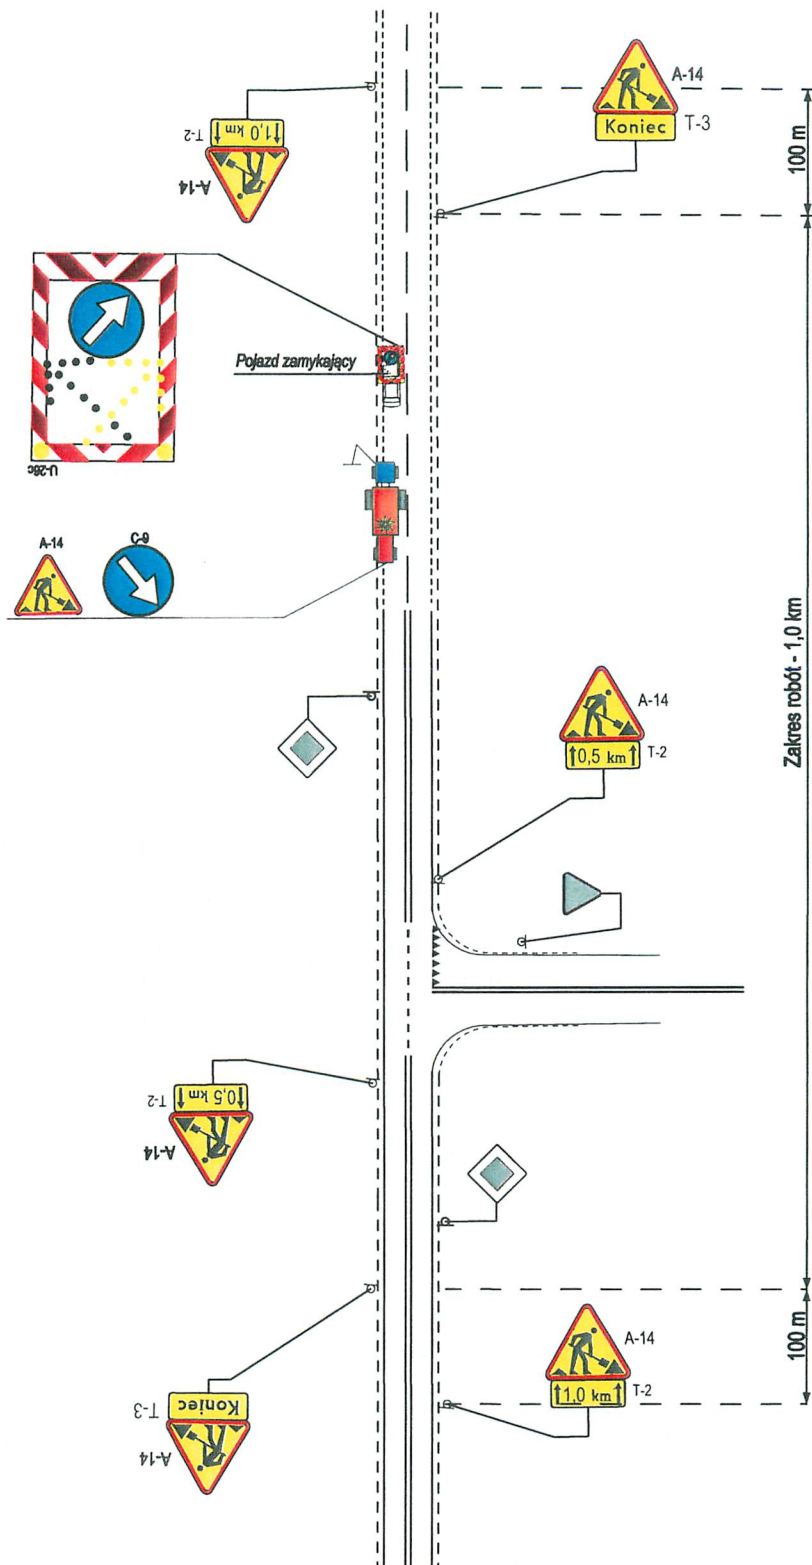 A-14
Koniec
T-3
100 m
1,0 km
T-2
A-14
Pojazd zamykający
U-26c
A-14
C-9
Zakres robót - 1,0 km
A-14
0,5 km
T-2
0,5 km
T-2
A-14
100 m
A-14
1,0 km
T-2
Koniec
T-3
A-14